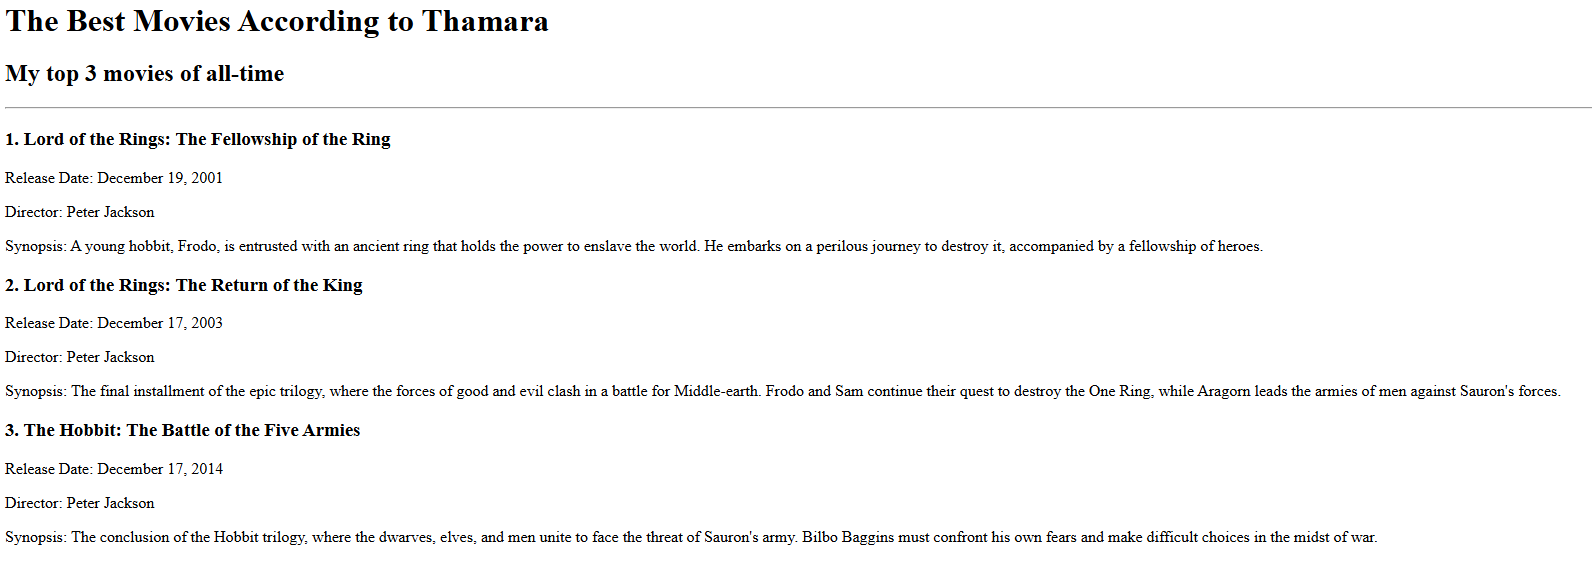 The Best Movies According to Thamara
My top 3 movies of all-time
1. Lord of the Rings: The Fellowship of the Ring
Release Date: December 19, 2001
Director: Peter Jackson
Synopsis: A young hobbit, Frodo, is entrusted with an ancient ring that holds the power to enslave the world. He embarks on a perilous journey to destroy it, accompanied by a fellowship of heroes.
2. Lord of the Rings: The Return of the King
Release Date: December 17, 2003
Director: Peter Jackson
Synopsis: The final installment of the epic trilogy, where the forces of good and evil clash in a battle for Middle-earth. Frodo and Sam continue their quest to destroy the One Ring, while Aragorn leads the armies of men against Sauron's forces.
3. The Hobbit: The Battle of the Five Armies
Release Date: December 17, 2014
Director: Peter Jackson
Synopsis: The conclusion of the Hobbit trilogy, where the dwarves, elves, and men unite to face the threat of Sauron's army. Bilbo Baggins must confront his own fears and make difficult choices in the midst of war.